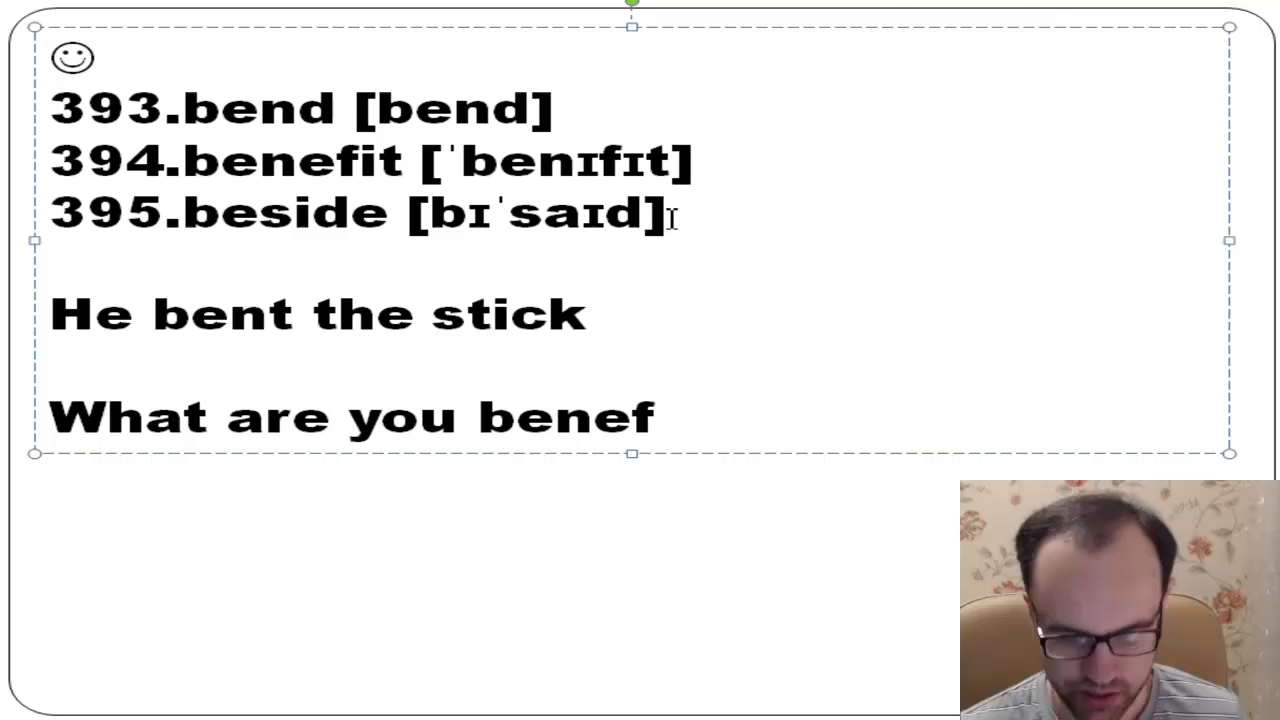 393.bend [bend]
394.benefit [ˈbenɪfɪt]
395.beside [bɪˈsaɪd]
He bent the stick
What are you benef